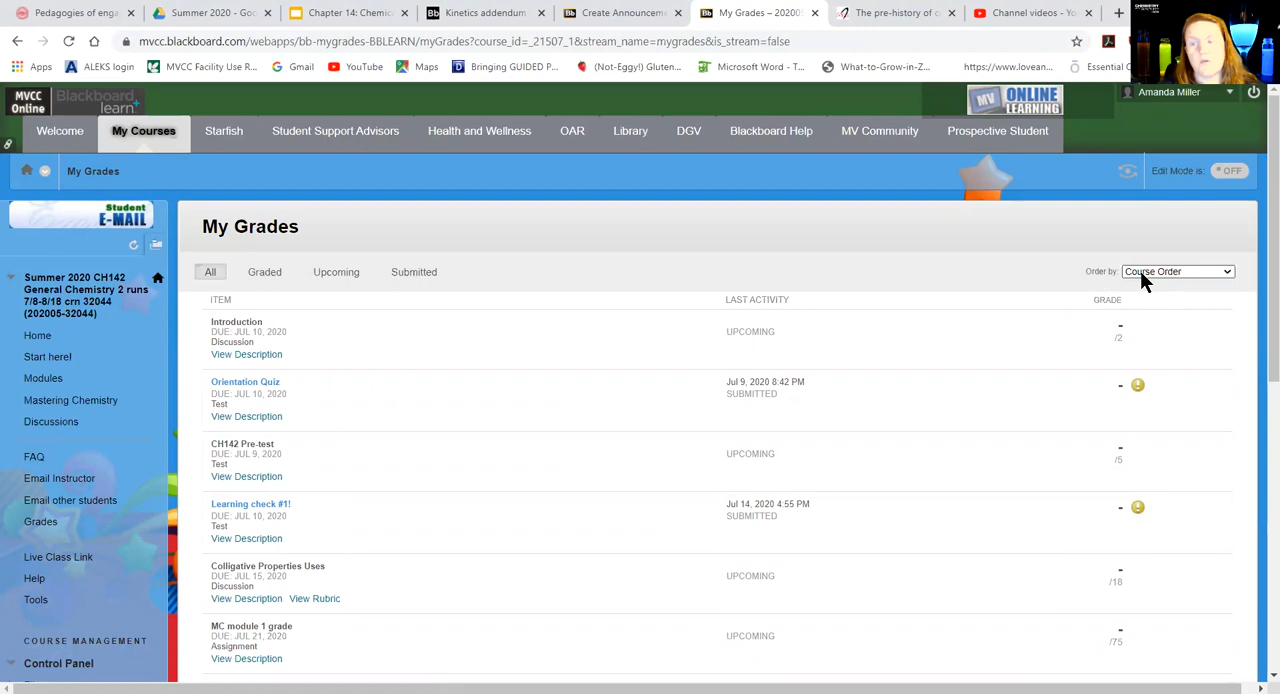 Pedagogies of eng
Summer 2020 - Goo
Chapter 14: Chemic
Kinetics addendum
Create Announceme
My Grades – 202005
The pre-history of c
Channel videos - Yo
mvcc.blackboard.com/webapps/bb-mygrades-BBLEARN/myGrades?course_id=_21507_1&stream_name=mygrades&is_stream=false
Apps
ALEKS login
MVCC Facility Use R...
Gmail
YouTube
Maps
Bringing GUIDED P...
(Not-Eggy!) Gluten...
Microsoft Word - T...
What-to-Grow-in-Z...
https://www.lovean...
Essential C
MVCC Online
Blackboard learn+
MV ONLINE LEARNING
Amanda Miller
Welcome
My Courses
Starfish
Student Support Advisors
Health and Wellness
OAR
Library
DGV
Blackboard Help
MV Community
Prospective Student
My Grades
Edit Mode is: OFF
Student
E-MAIL
Summer 2020 CH142
General Chemistry 2 runs
7/8-8/18 crn 32044
(202005-32044)
Home
Start here!
Modules
Mastering Chemistry
Discussions
FAQ
Email Instructor
Email other students
Grades
Live Class Link
Help
Tools
COURSE MANAGEMENT
Control Panel
My Grades
All Graded Upcoming Submitted
Order by: Course Order
ITEM LAST ACTIVITY GRADE
Introduction
DUE: JUL 10, 2020
Discussion
View Description
UPCOMING
-
/2
Orientation Quiz
DUE: JUL 10, 2020
Test
View Description
Jul 9, 2020 8:42 PM
SUBMITTED
-
CH142 Pre-test
DUE: JUL 9, 2020
Test
View Description
UPCOMING
-
/5
Learning check #1!
DUE: JUL 10, 2020
Test
View Description
Jul 14, 2020 4:55 PM
SUBMITTED
-
Colligative Properties Uses
DUE: JUL 15, 2020
Discussion
View Description View Rubric
UPCOMING
-
/18
MC module 1 grade
DUE: JUL 21, 2020
Assignment
View Description
UPCOMING
-
/75